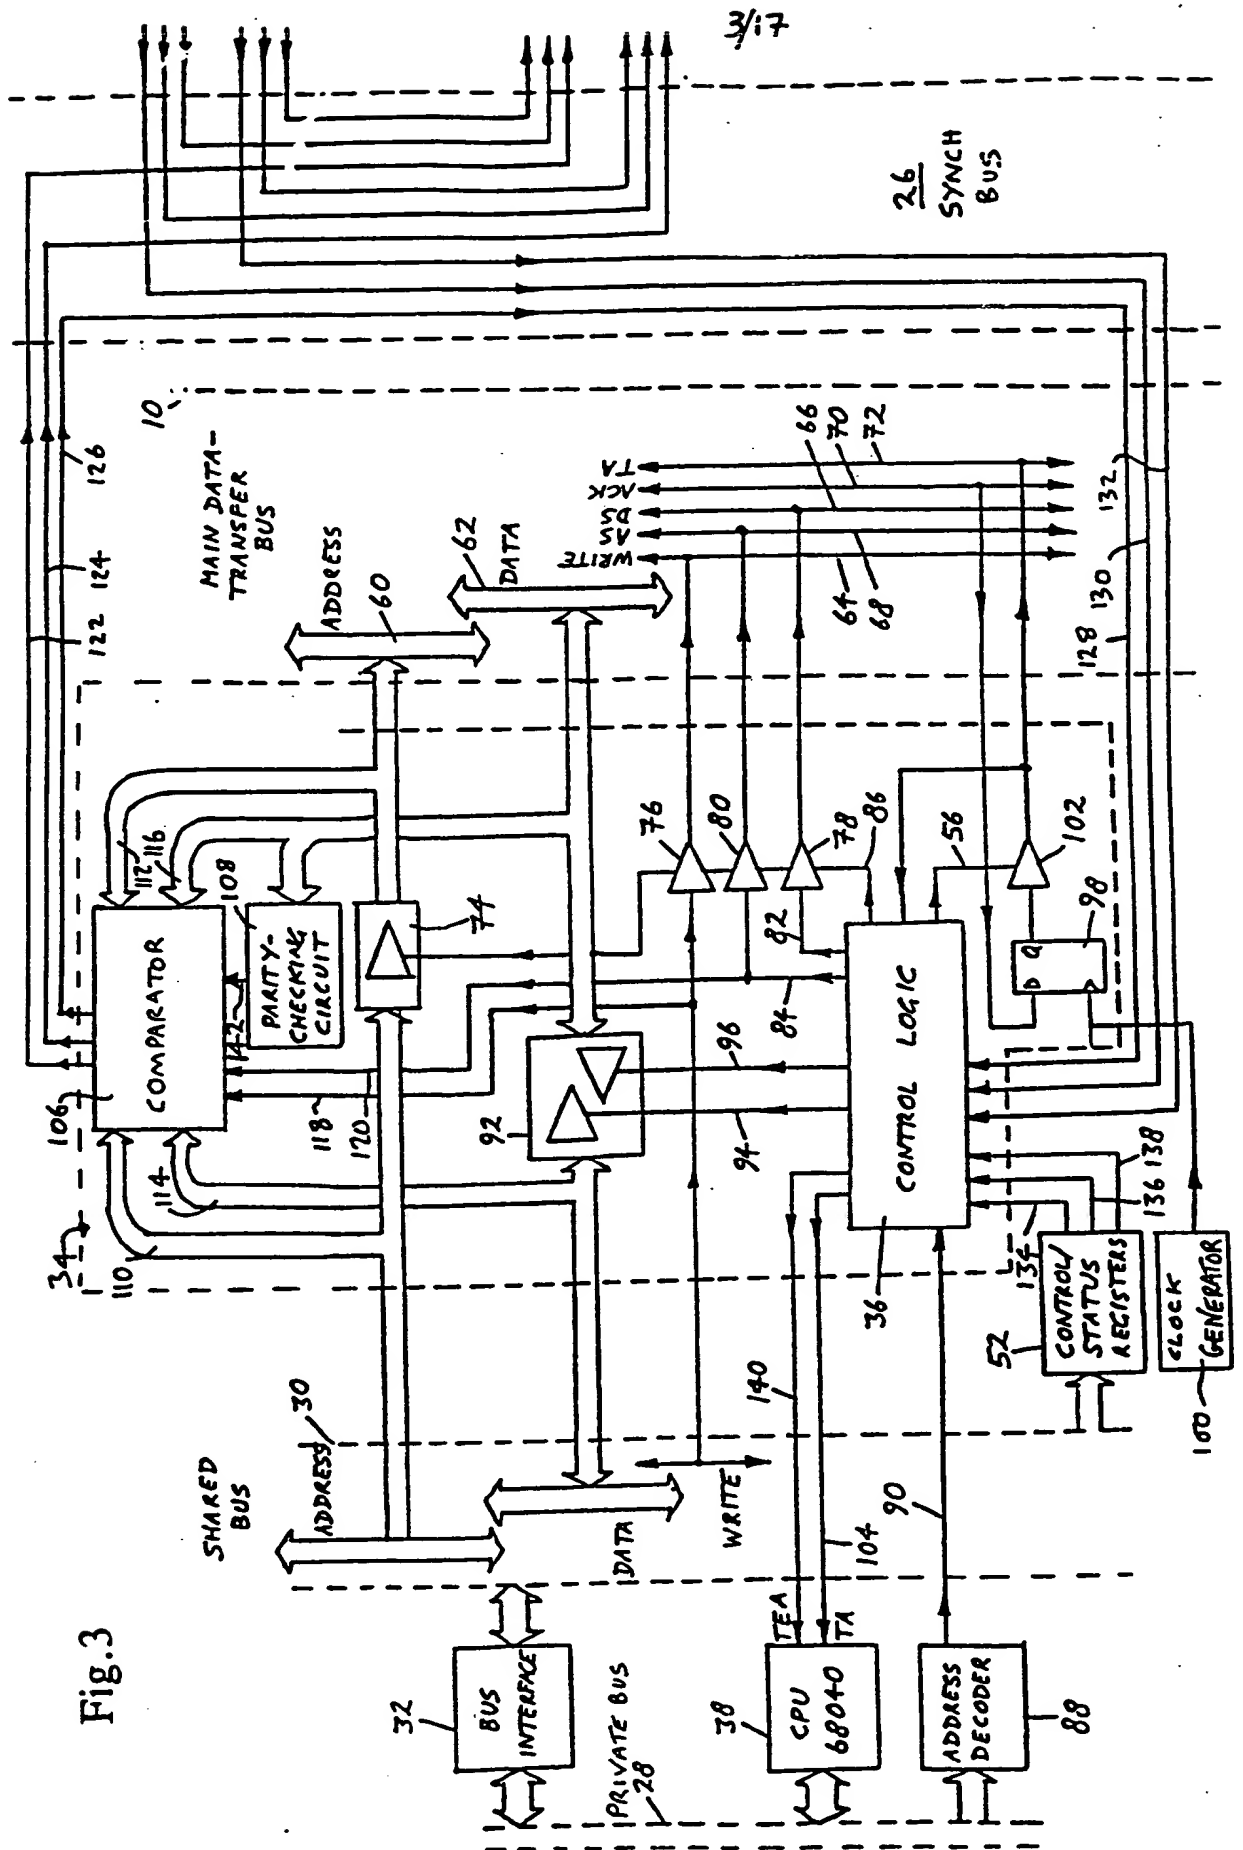 3/17
Fig.3
SHARED
BUS
ADDRESS
30
DATA
WRITE
32
BUS
INTERFACE
PRIVATE BUS
28
38
CPU
68040
TEA
TA
ADDRESS
DECODER
88
90
104
140
34
110
114
106
COMPARATOR
112
116
108
PARITY-
CHECKING
CIRCUIT
142
118
120
74
92
94
96
84
82
76
80
78
86
56
102
98
D
Q
36
CONTROL LOGIC
52
CONTROL/
STATUS
REGISTERS
134
136
138
CLOCK
GENERATOR
100
MAIN DATA-
TRANSFER
BUS
10
ADDRESS
60
62
DATA
WRITE
AS
DS
ACK
TA
64
68
66
70
72
122
124
126
128
130
132
26
SYNCH
BUS